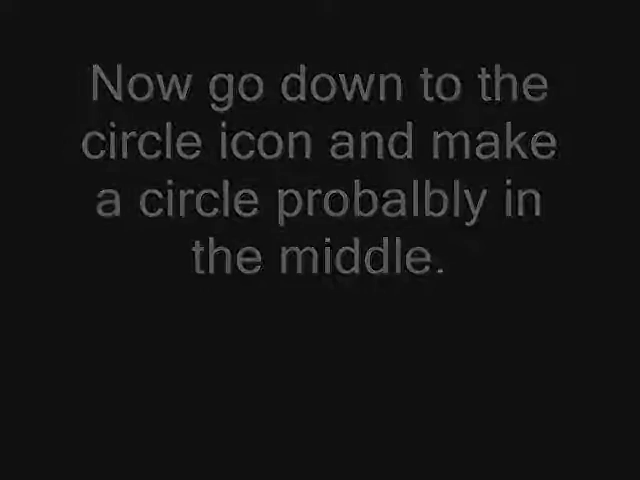 Now go down to the
circle icon and make
a circle probalbly in
the middle.